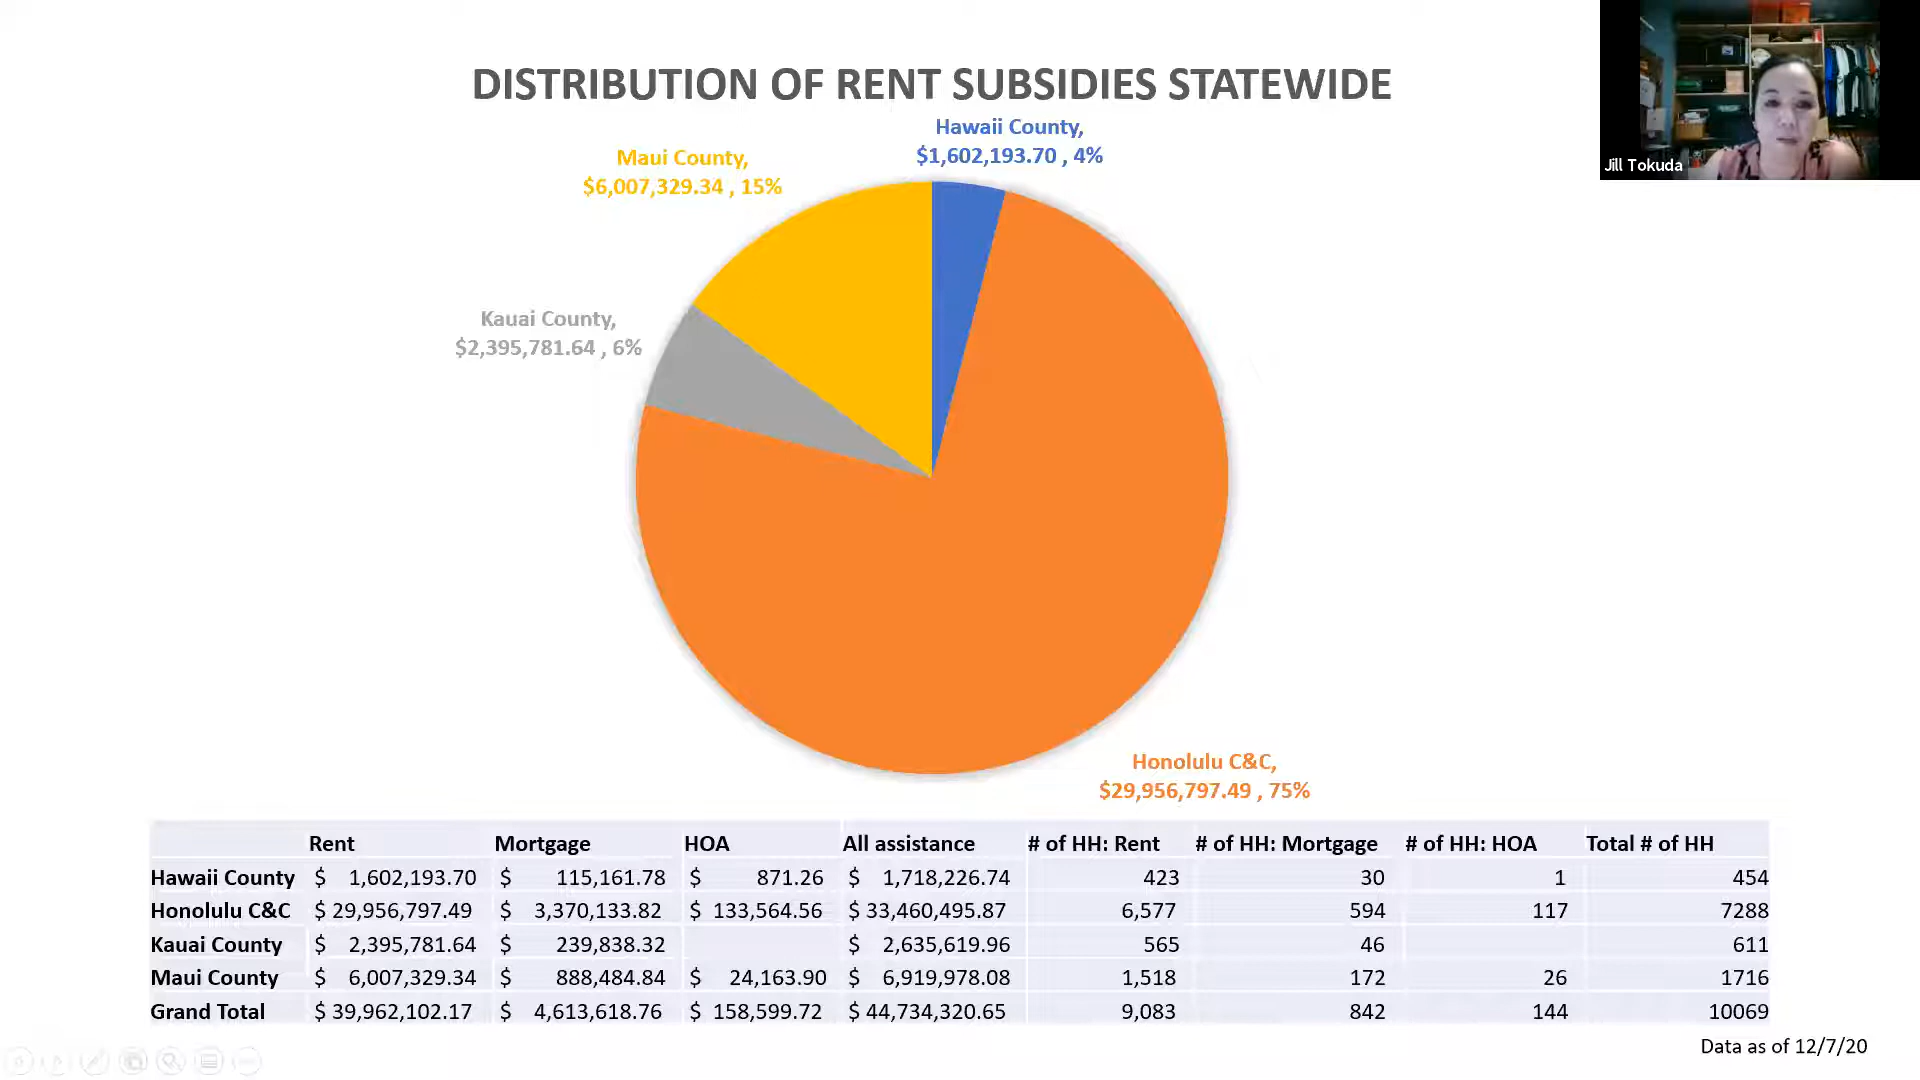 DISTRIBUTION OF RENT SUBSIDIES STATEWIDE
Jill Tokuda
Hawaii County,
$1,602,193.70 , 4%
Maui County,
$6,007,329.34 , 15%
Kauai County,
$2,395,781.64 , 6%
Honolulu C&C,
$29,956,797.49 , 75%
Rent Mortgage HOA All assistance # of HH: Rent # of HH: Mortgage # of HH: HOA Total # of HH
Hawaii County $ 1,602,193.70 $ 115,161.78 $ 871.26 $ 1,718,226.74 423 30 1 454
Honolulu C&C $ 29,956,797.49 $ 3,370,133.82 $ 133,564.56 $ 33,460,495.87 6,577 594 117 7288
Kauai County $ 2,395,781.64 $ 239,838.32 $ 2,635,619.96 565 46 611
Maui County $ 6,007,329.34 $ 888,484.84 $ 24,163.90 $ 6,919,978.08 1,518 172 26 1716
Grand Total $ 39,962,102.17 $ 4,613,618.76 $ 158,599.72 $ 44,734,320.65 9,083 842 144 10069
Data as of 12/7/20